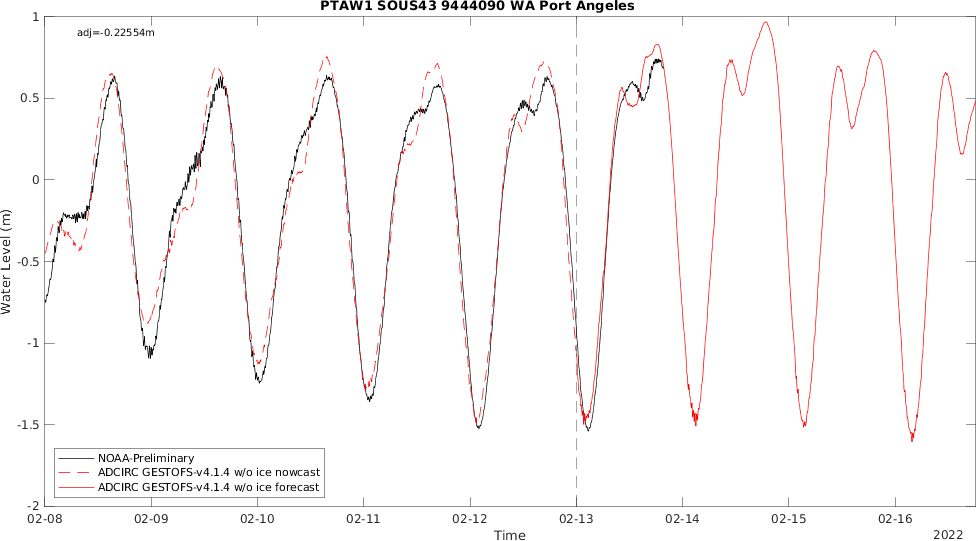 PTAW1 SOUS43 9444090 WA Port Angeles
adj=-0.22554m
1
0.5
0
-0.5
-1
-1.5
-2
Water Level (m)
NOAA-Preliminary
ADCIRC GESTOFS-v4.1.4 w/o ice nowcast
ADCIRC GESTOFS-v4.1.4 w/o ice forecast
02-08 02-09 02-10 02-11 02-12 02-13 02-14 02-15 02-16
Time
2022